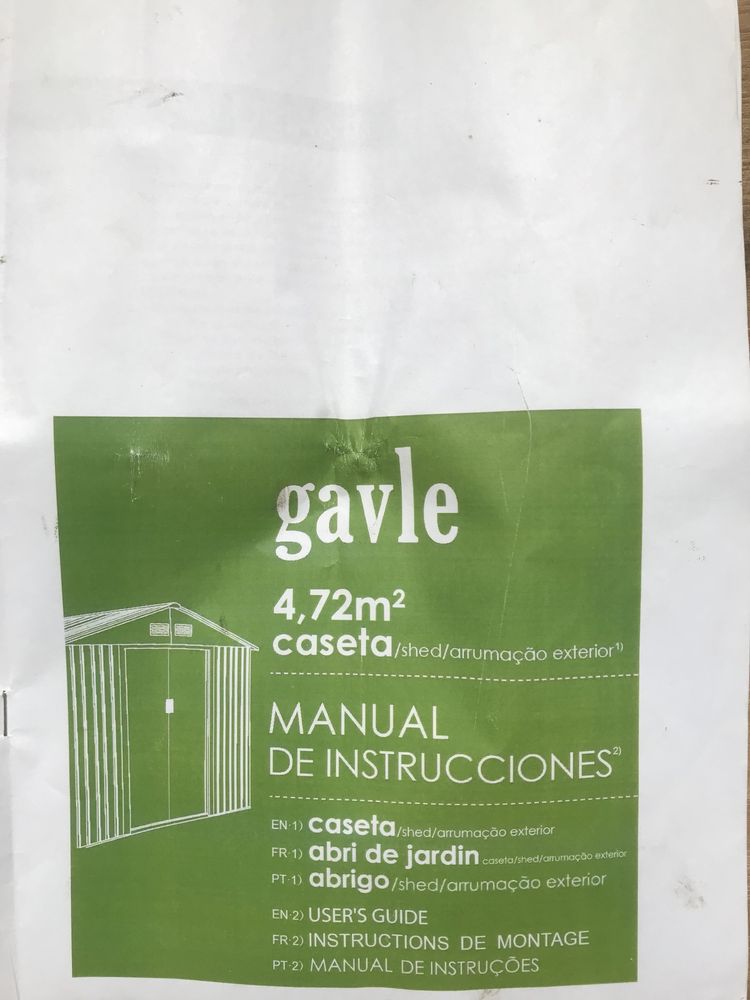 gavle
4,72m²
caseta/shed/arrumação exterior¹⁾
MANUAL
DE INSTRUCCIONES²⁾
EN-1) caseta/shed/arrumação exterior
FR-1) abri de jardin caseta/shed/arrumação exterior
PT-1) abrigo/shed/arrumação exterior
EN-2) USER'S GUIDE
FR-2) INSTRUCTIONS DE MONTAGE
PT-2) MANUAL DE INSTRUÇÕES